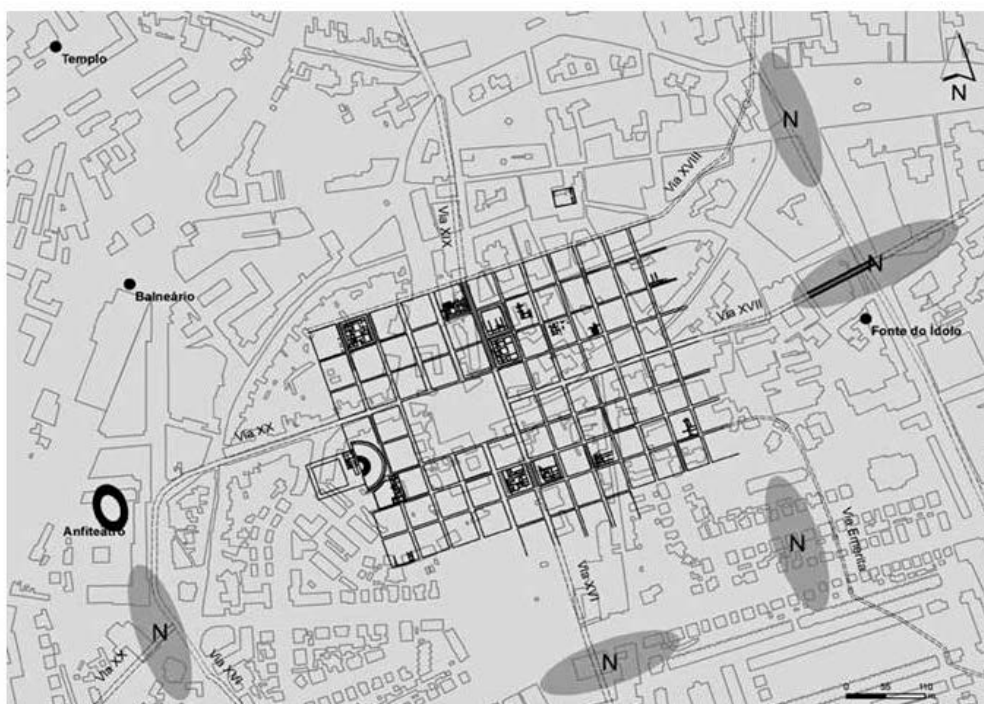 Templo
N
N
Via XVIII
Via XIX
N
Balneário
Via XVII
Fonte do Ídolo
Via XX
Anfiteatro
N
Via Emerita
Via XVI
N
Via XX
Via XVI
N
0 55 110